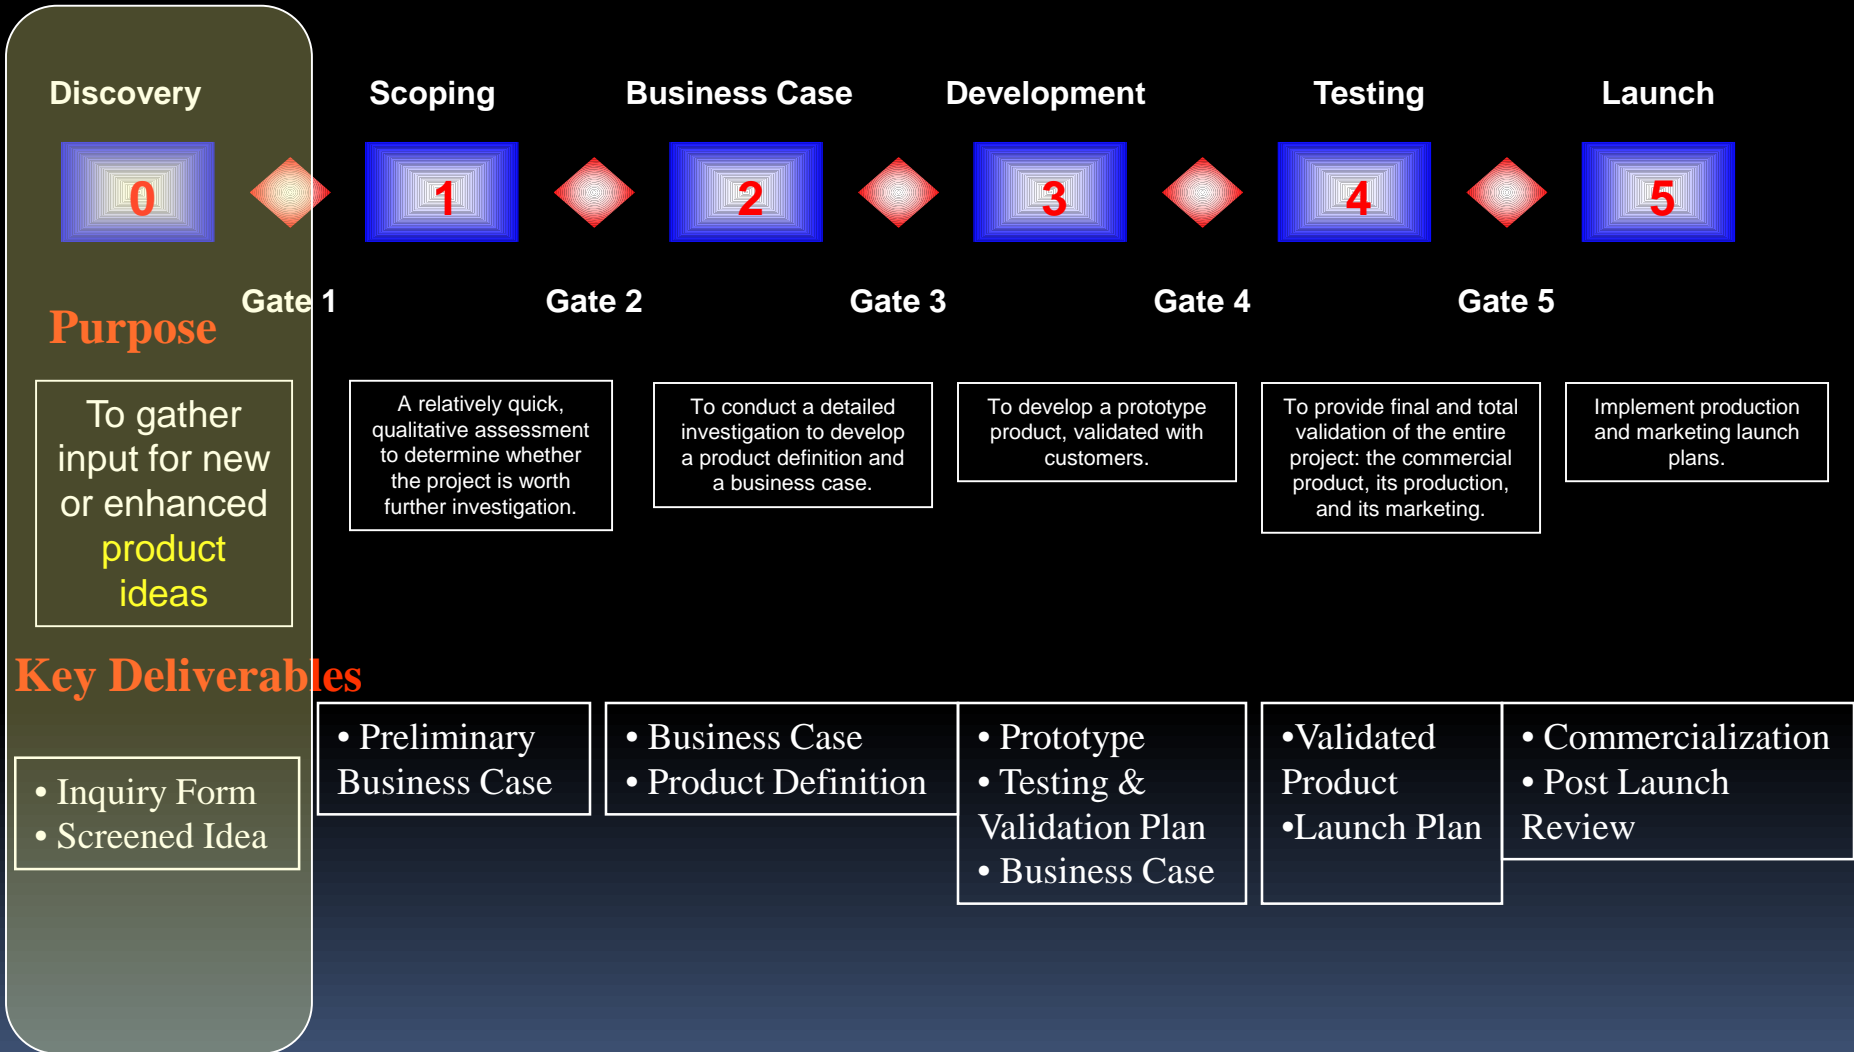 Discovery
Scoping
Business Case
Development
Testing
Launch
0
1
2
3
4
5
Gate 1
Gate 2
Gate 3
Gate 4
Gate 5
Purpose
To gather
input for new
or enhanced
product
ideas
A relatively quick,
qualitative assessment
to determine whether
the project is worth
further investigation.
To conduct a detailed
investigation to develop
a product definition and
a business case.
To develop a prototype
product, validated with
customers.
To provide final and total
validation of the entire
project: the commercial
product, its production,
and its marketing.
Implement production
and marketing launch
plans.
Key Deliverables
• Inquiry Form
• Screened Idea
• Preliminary
Business Case
• Business Case
• Product Definition
• Prototype
• Testing &
Validation Plan
• Business Case
•Validated
Product
•Launch Plan
• Commercialization
• Post Launch
Review